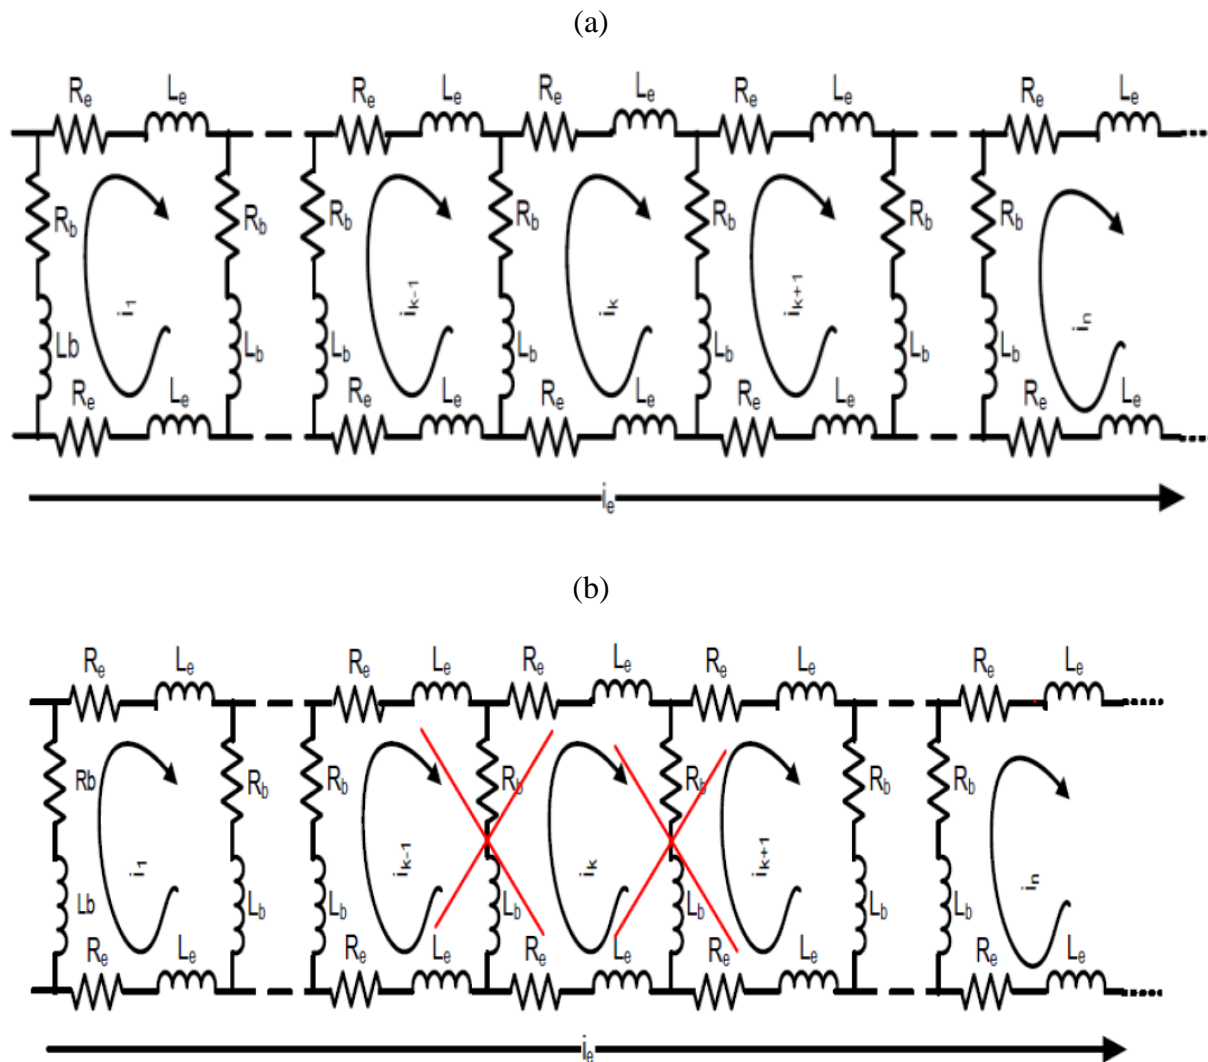 (a)
Re Le Re Le Re Le Re Le Re Le
Rb Rb Rb Rb Rb Rb Rb
i1 ik-1 ik ik+1 in
Lb Lb Lb Lb Lb Lb Lb
Re Le Re Le Re Le Re Le Re Le
ie
(b)
Re Le Re Le Re Le Re Le Re Le
Rb Rb Rb Rb Rb Rb Rb
i1 ik-1 ik ik+1 in
Lb Lb Lb Lb Lb Lb Lb
Re Le Re Le Re Le Re Le Re Le
ie